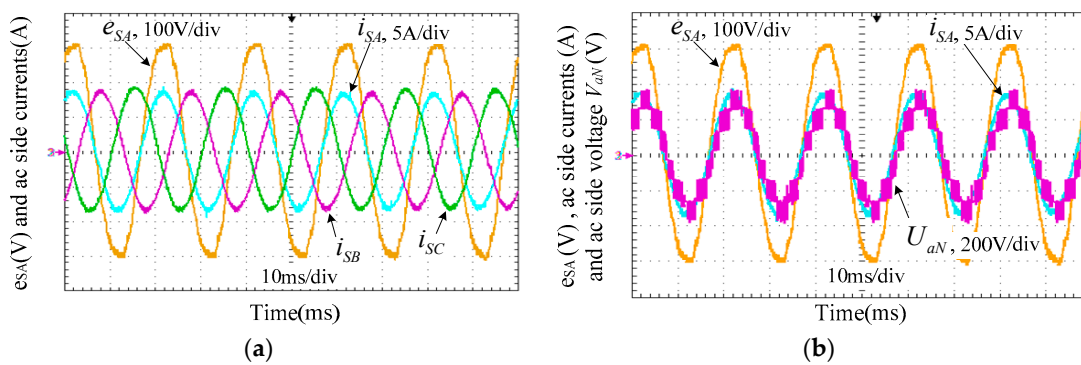 e_SA(V) and ac side currents(A)
e_SA, 100V/div
i_SA, 5A/div
i_SB
i_SC
10ms/div
Time(ms)
(a)
e_SA(V) , ac side currents (A)
and ac side voltage V_aN(V)
e_SA, 100V/div
i_SA, 5A/div
U_aN, 200V/div
10ms/div
Time(ms)
(b)